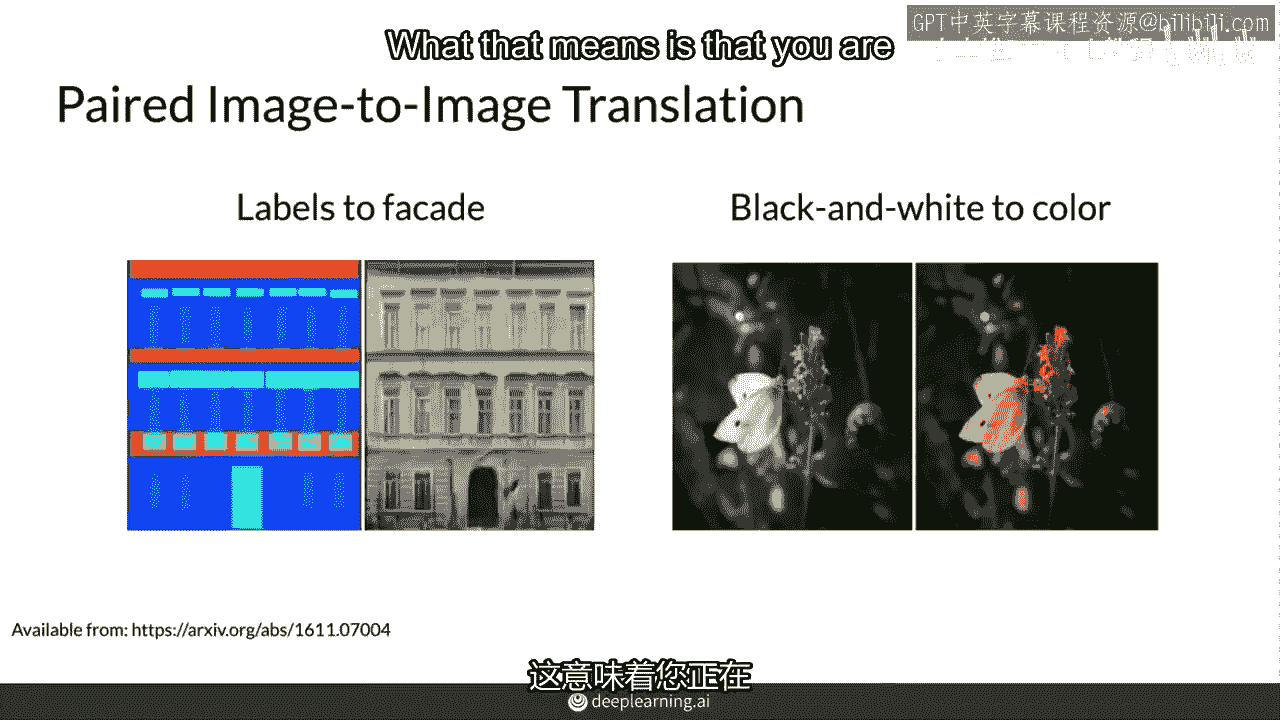 GPT中英字幕课程资源@bilibili.com
What that means is that you are
Paired Image-to-Image Translation
Labels to facade
Black-and-white to color
Available from: https://arxiv.org/abs/1611.07004
这意味着您正在
deeplearning.ai